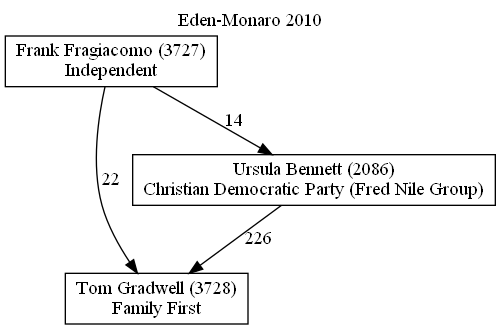 Eden-Monaro 2010
Frank Fragiacomo (3727)
Independent
14
22
Ursula Bennett (2086)
Christian Democratic Party (Fred Nile Group)
226
Tom Gradwell (3728)
Family First